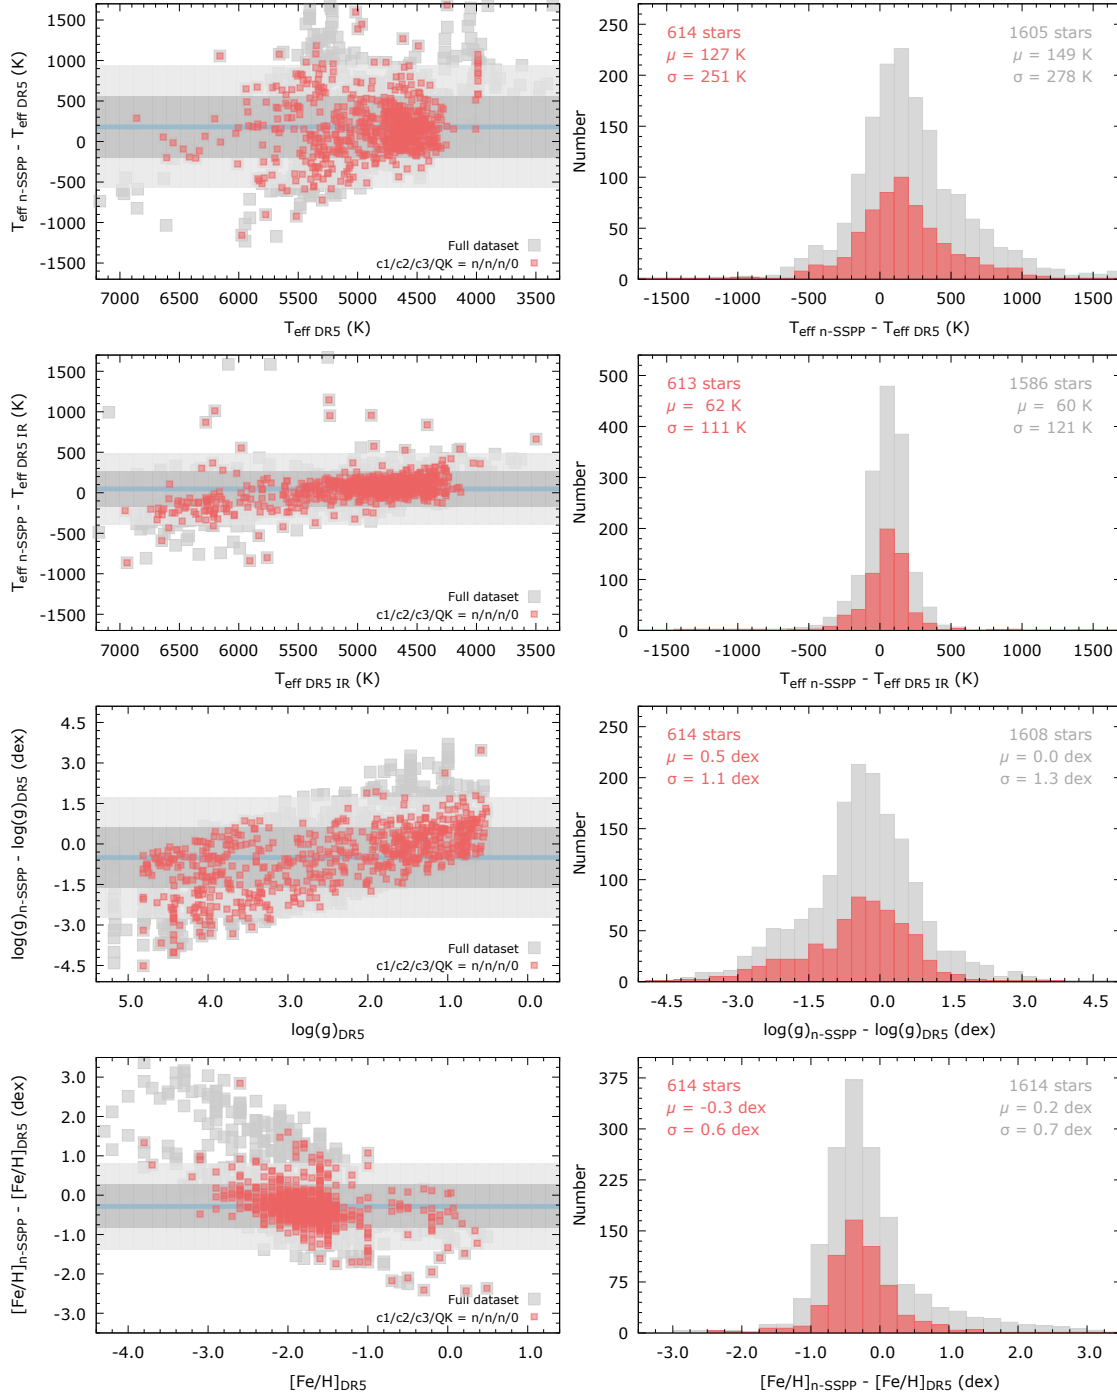 1500
1000
500
0
-500
-1000
-1500
T_eff n-SSPP - T_eff DR5 (K)
Full dataset
c1/c2/c3/QK = n/n/n/0
7000 6500 6000 5500 5000 4500 4000 3500
T_eff DR5 (K)
250
200
150
100
50
0
Number
614 stars
μ = 127 K
σ = 251 K
1605 stars
μ = 149 K
σ = 278 K
-1500 -1000 -500 0 500 1000 1500
T_eff n-SSPP - T_eff DR5 (K)
1500
1000
500
0
-500
-1000
-1500
T_eff n-SSPP - T_eff DR5 IR (K)
Full dataset
c1/c2/c3/QK = n/n/n/0
7000 6500 6000 5500 5000 4500 4000 3500
T_eff DR5 IR (K)
500
400
300
200
100
0
Number
613 stars
μ = 62 K
σ = 111 K
1586 stars
μ = 60 K
σ = 121 K
-1500 -1000 -500 0 500 1000 1500
T_eff n-SSPP - T_eff DR5 IR (K)
4.5
3.0
1.5
0.0
-1.5
-3.0
-4.5
log(g)_n-SSPP - log(g)_DR5 (dex)
Full dataset
c1/c2/c3/QK = n/n/n/0
5.0 4.0 3.0 2.0 1.0 0.0
log(g)_DR5
250
200
150
100
50
0
Number
614 stars
μ = 0.5 dex
σ = 1.1 dex
1608 stars
μ = 0.0 dex
σ = 1.3 dex
-4.5 -3.0 -1.5 0.0 1.5 3.0 4.5
log(g)_n-SSPP - log(g)_DR5 (dex)
3.0
2.0
1.0
0.0
-1.0
-2.0
-3.0
[Fe/H]_n-SSPP - [Fe/H]_DR5 (dex)
Full dataset
c1/c2/c3/QK = n/n/n/0
-4.0 -3.0 -2.0 -1.0 0.0 1.0
[Fe/H]_DR5
375
300
225
150
75
0
Number
614 stars
μ = -0.3 dex
σ = 0.6 dex
1614 stars
μ = 0.2 dex
σ = 0.7 dex
-3.0 -2.0 -1.0 0.0 1.0 2.0 3.0
[Fe/H]_n-SSPP - [Fe/H]_DR5 (dex)